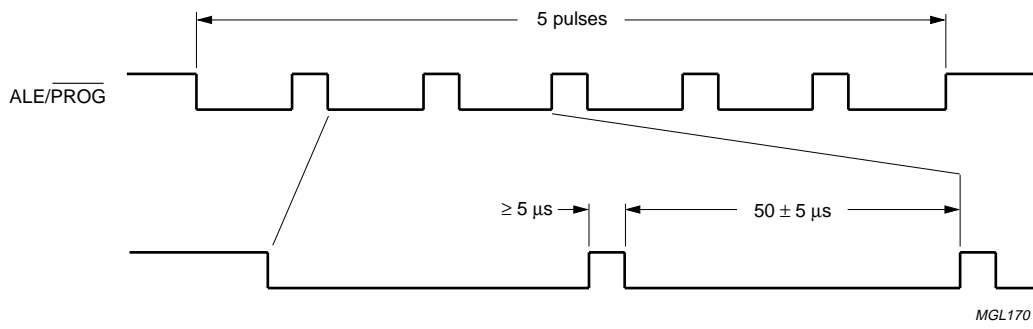 5 pulses
ALE/PROG
≥ 5 μs
50 ± 5 μs
MGL170